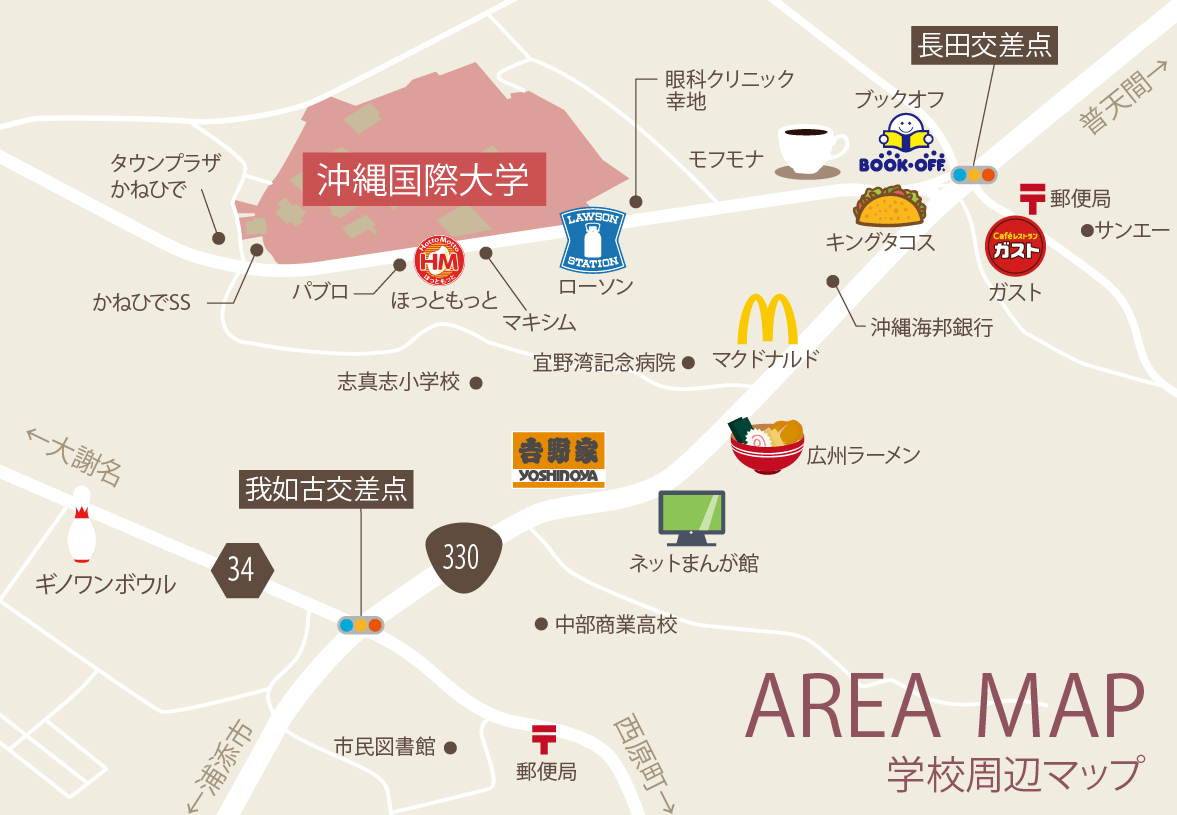 長田交差点
普天間→
眼科クリニック
幸地
ブックオフ
BOOK・OFF
モフモナ
タウンプラザ
かねひで
沖縄国際大学
郵便局
サンエー
LAWSON
STATION
キングタコス
Caféレストラン
ガスト
ガスト
HottoMotto
HM
ほっともっと
ほっともっと
ローソン
パブロ
かねひでSS
マキシム
沖縄海邦銀行
宜野湾記念病院
マクドナルド
志真志小学校
←大謝名
吉野家
YOSHINOYA
広州ラーメン
我如古交差点
330
34
ネットまんが館
ギノワンボウル
中部商業高校
←浦添市
市民図書館
郵便局
西原町→
AREA MAP
学校周辺マップ